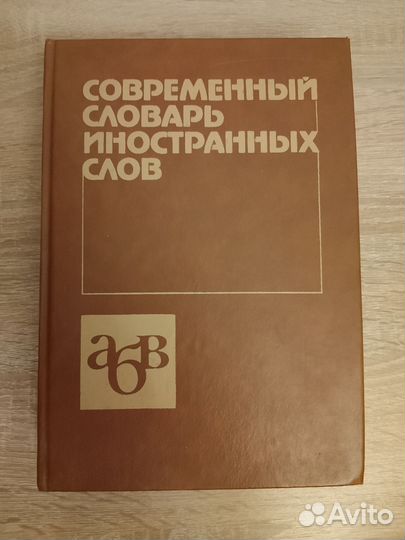 СОВРЕМЕННЫЙ
СЛОВАРЬ
ИНОСТРАННЫХ
СЛОВ
абв
Avito